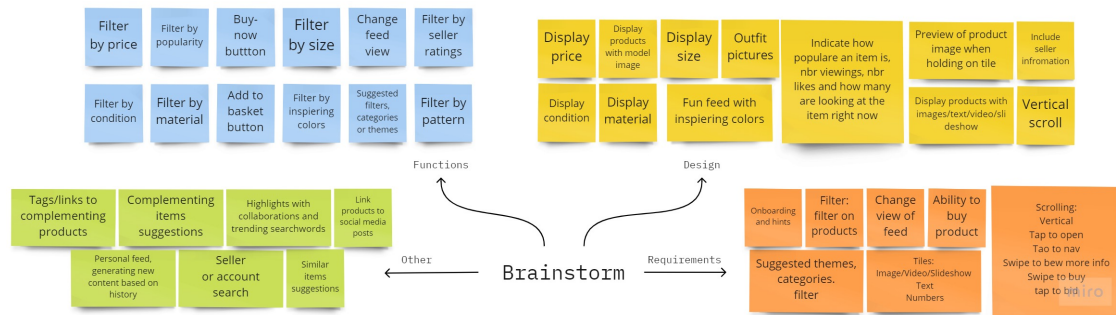 Filter
by price
Filter by
popularity
Buy-
now
buttton
Filter
by size
Change
feed
view
Filter by
seller
ratings
Filter by
condition
Filter by
material
Add to
basket
button
Filter by
inspiering
colors
Suggested
filters,
categories
or themes
Filter by
pattern
Functions
Display
price
Display
products
with model
image
Display
size
Outfit
pictures
Indicate how
populare an item is,
nbr viewings, nbr
likes and how many
are looking at the
item right now
Preview of product
image when
holding on tile
Include
seller
infromation
Display
condition
Display
material
Fun feed with
inspiering colors
Display products with
images/text/video/sli
deshow
Vertical
scroll
Design
Tags/links to
complementing
products
Complementing
items
suggestions
Highlights with
collaborations and
trending searchwords
Link
products to
social media
posts
Personal feed,
generating new
content based on
history
Seller
or account
search
Similar
items
suggestions
Other
Brainstorm
Requirements
Onboarding
and hints
Filter:
filter on
products
Change
view of
feed
Ability to
buy
product
Suggested themes,
categories.
filter
Tiles:
Image/Video/Slideshow
Text
Numbers
Scrolling:
Vertical
Tap to open
Tao to nav
Swipe to bew more info
Swipe to buy
tap to bid
miro